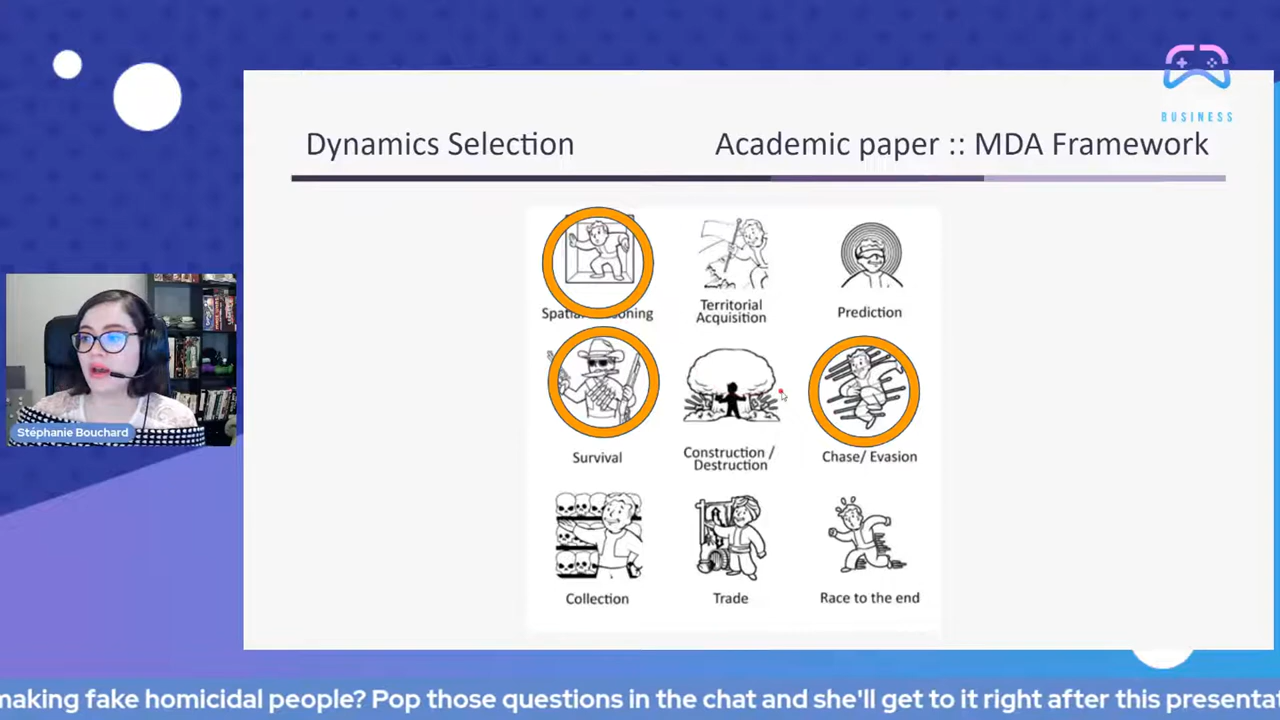 BUSINESS
Dynamics Selection
Academic paper :: MDA Framework
Territorial
Acquisition
Prediction
Survival
Construction /
Destruction
Chase/ Evasion
Collection
Trade
Race to the end
Stéphanie Bouchard
making fake homicidal people? Pop those questions in the chat and she'll get to it right after this presenta